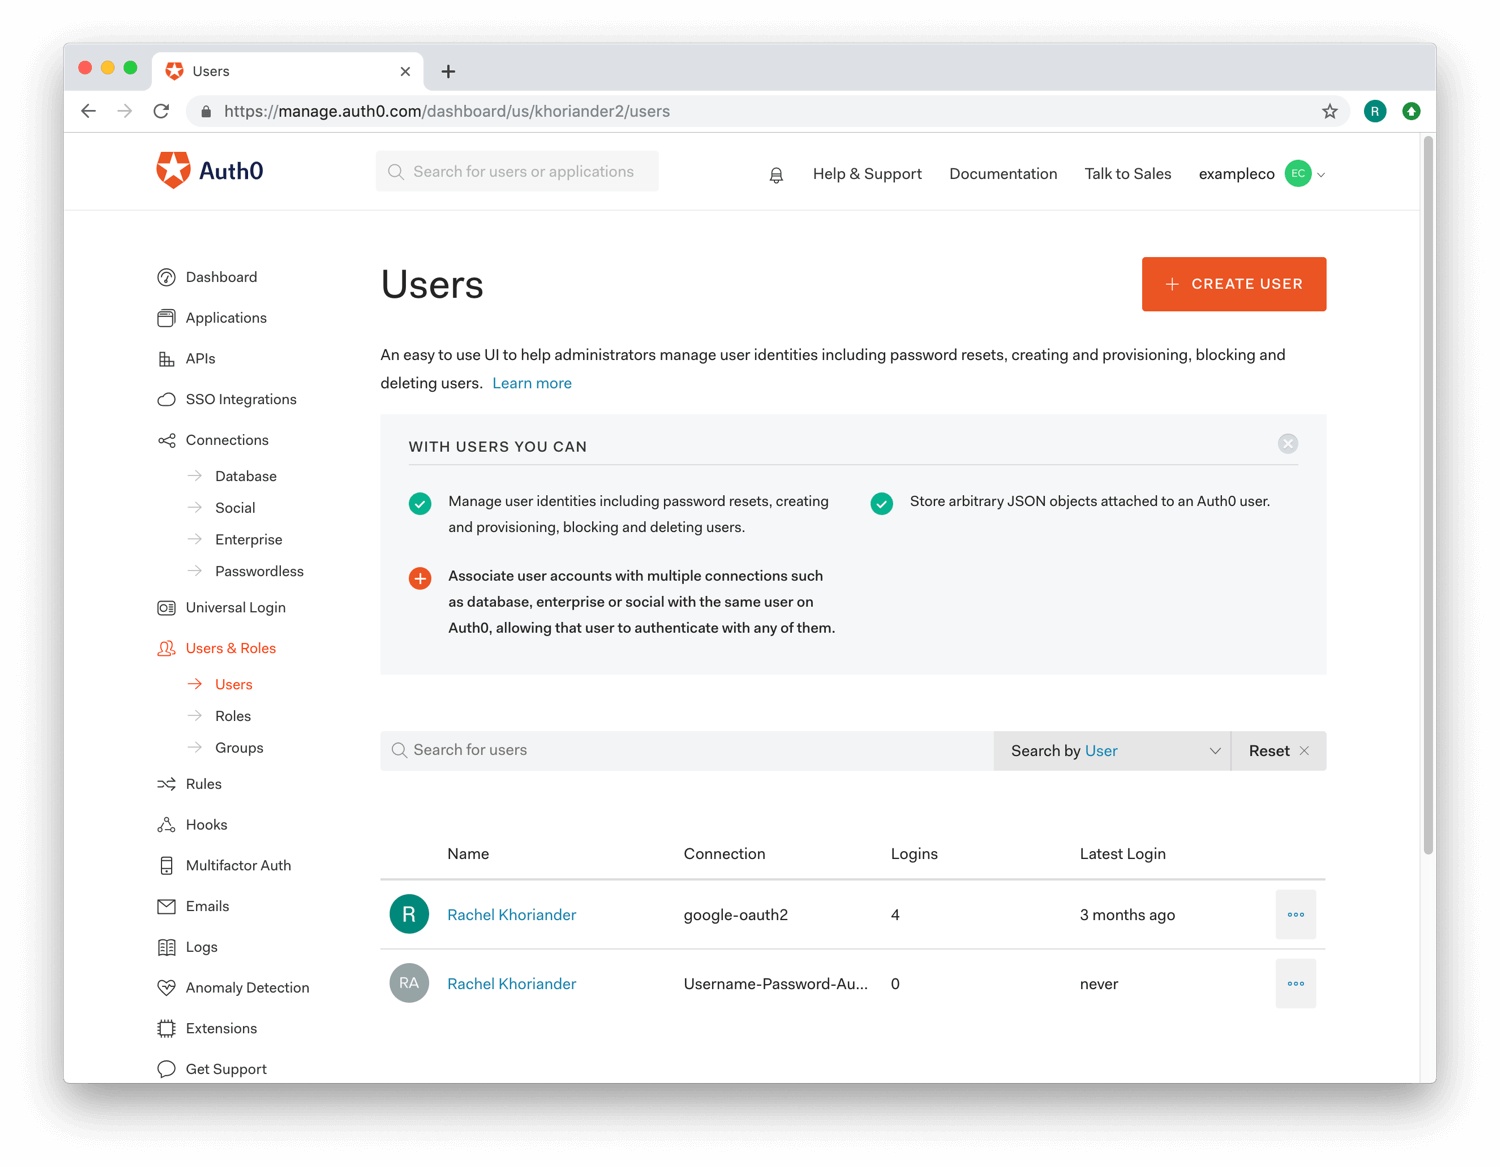 Users
https://manage.auth0.com/dashboard/us/khoriander2/users
R
Auth0
Search for users or applications
Help & Support
Documentation
Talk to Sales
exampleco
EC
Dashboard
Applications
APIs
SSO Integrations
Connections
Database
Social
Enterprise
Passwordless
Universal Login
Users & Roles
Users
Roles
Groups
Rules
Hooks
Multifactor Auth
Emails
Logs
Anomaly Detection
Extensions
Get Support
Users
CREATE USER
An easy to use UI to help administrators manage user identities including password resets, creating and provisioning, blocking and
deleting users. Learn more
WITH USERS YOU CAN
Manage user identities including password resets, creating
and provisioning, blocking and deleting users.
Store arbitrary JSON objects attached to an Auth0 user.
Associate user accounts with multiple connections such
as database, enterprise or social with the same user on
Auth0, allowing that user to authenticate with any of them.
Search for users
Search by User
Reset
Name Connection Logins Latest Login
R Rachel Khoriander google-oauth2 4 3 months ago
RA Rachel Khoriander Username-Password-Au... 0 never